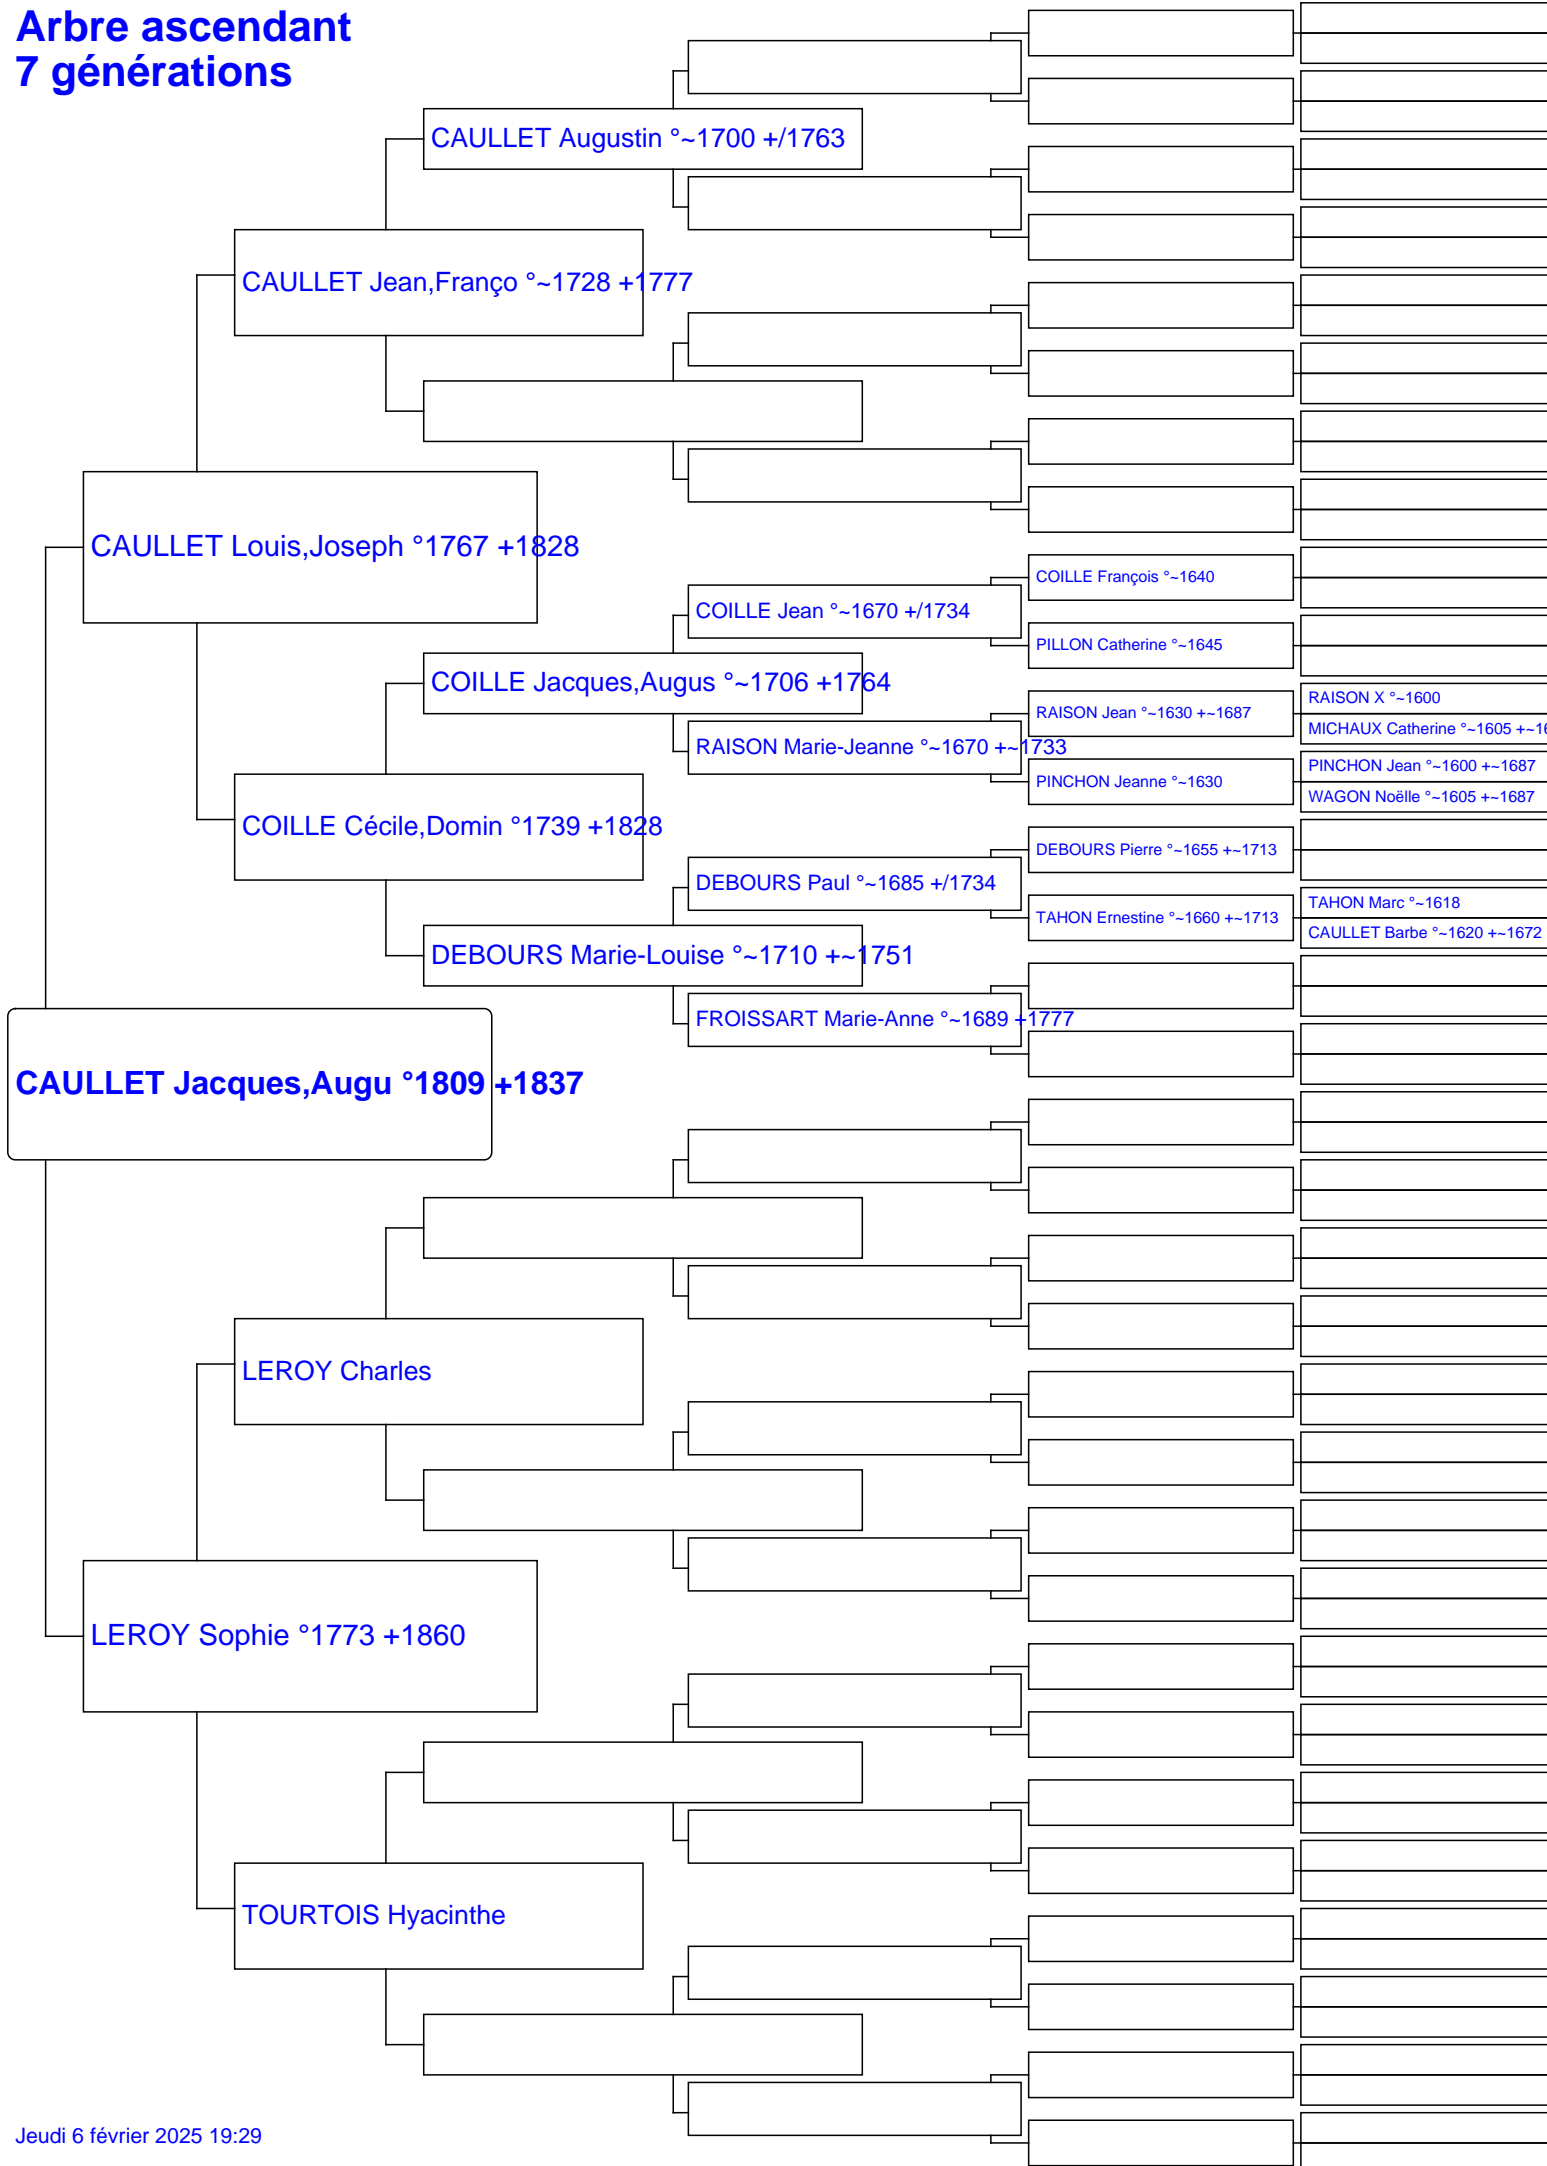 Arbre ascendant
7 générations
CAULLET Augustin °~1700 +/1763
CAULLET Jean,Franço °~1728 +1777
CAULLET Louis,Joseph °1767 +1828
COILLE François °~1640
COILLE Jean °~1670 +/1734
PILLON Catherine °~1645
COILLE Jacques,Augus °~1706 +1764
RAISON X °~1600
RAISON Jean °~1630 +~1687
MICHAUX Catherine °~1605 +~16
RAISON Marie-Jeanne °~1670 +~1733
PINCHON Jean °~1600 +~1687
PINCHON Jeanne °~1630
WAGON Noëlle °~1605 +~1687
COILLE Cécile,Domin °1739 +1828
DEBOURS Pierre °~1655 +~1713
DEBOURS Paul °~1685 +/1734
TAHON Marc °~1618
TAHON Ernestine °~1660 +~1713
CAULLET Barbe °~1620 +~1672
DEBOURS Marie-Louise °~1710 +~1751
FROISSART Marie-Anne °~1689 +1777
CAULLET Jacques,Augu °1809 +1837
LEROY Charles
LEROY Sophie °1773 +1860
TOURTOIS Hyacinthe
Jeudi 6 février 2025 19:29